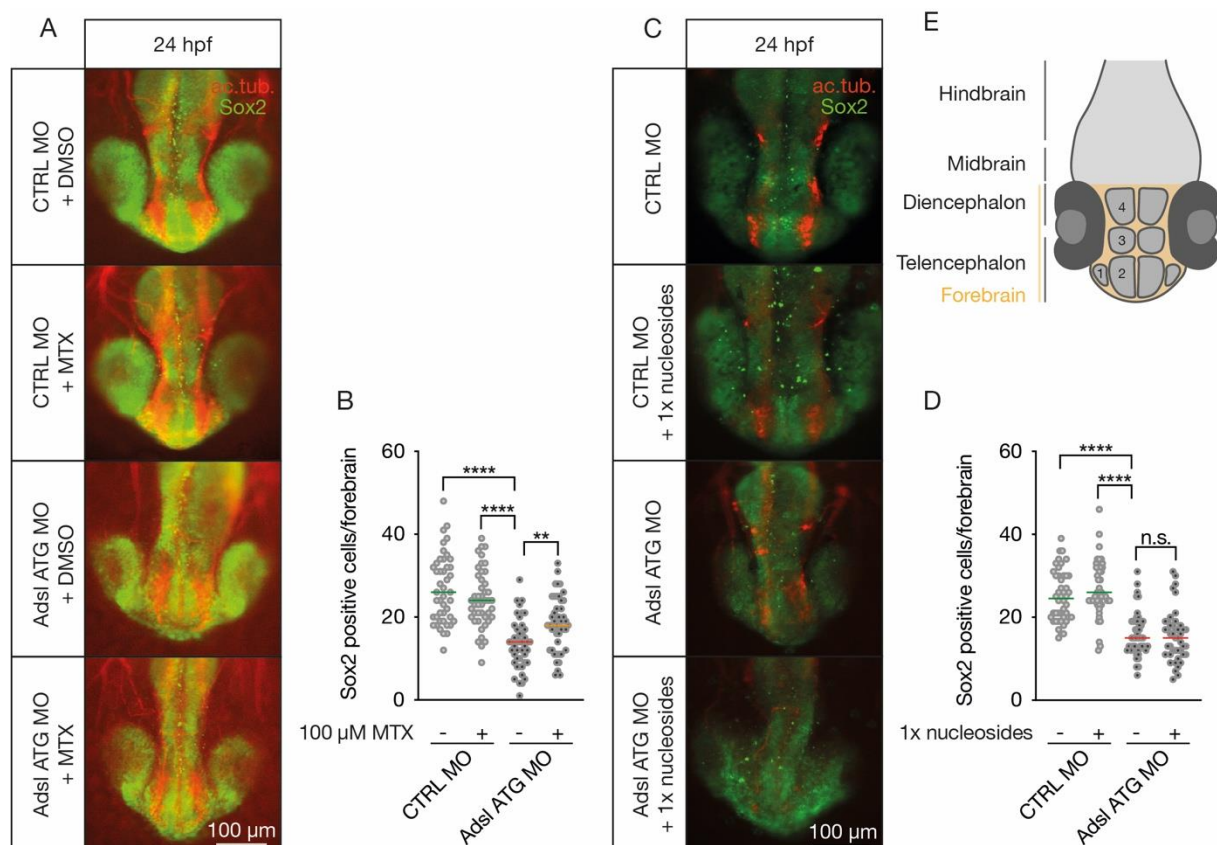 A
24 hpf
CTRL MO
+ DMSO
ac.tub.
Sox2
CTRL MO
+ MTX
Adsl ATG MO
+ DMSO
Adsl ATG MO
+ MTX
100 µm
B
Sox2 positive cells/forebrain
60
40
20
0
****
****
**
100 µM MTX
- + - +
CTRL MO
Adsl ATG MO
C
24 hpf
CTRL MO
ac.tub.
Sox2
CTRL MO
+ 1x nucleosides
Adsl ATG MO
Adsl ATG MO
+ 1x nucleosides
100 µm
E
Hindbrain
Midbrain
Diencephalon
Telencephalon
Forebrain
4
3
1 2
D
Sox2 positive cells/forebrain
60
40
20
0
****
****
n.s.
1x nucleosides
- + - +
CTRL MO
Adsl ATG MO